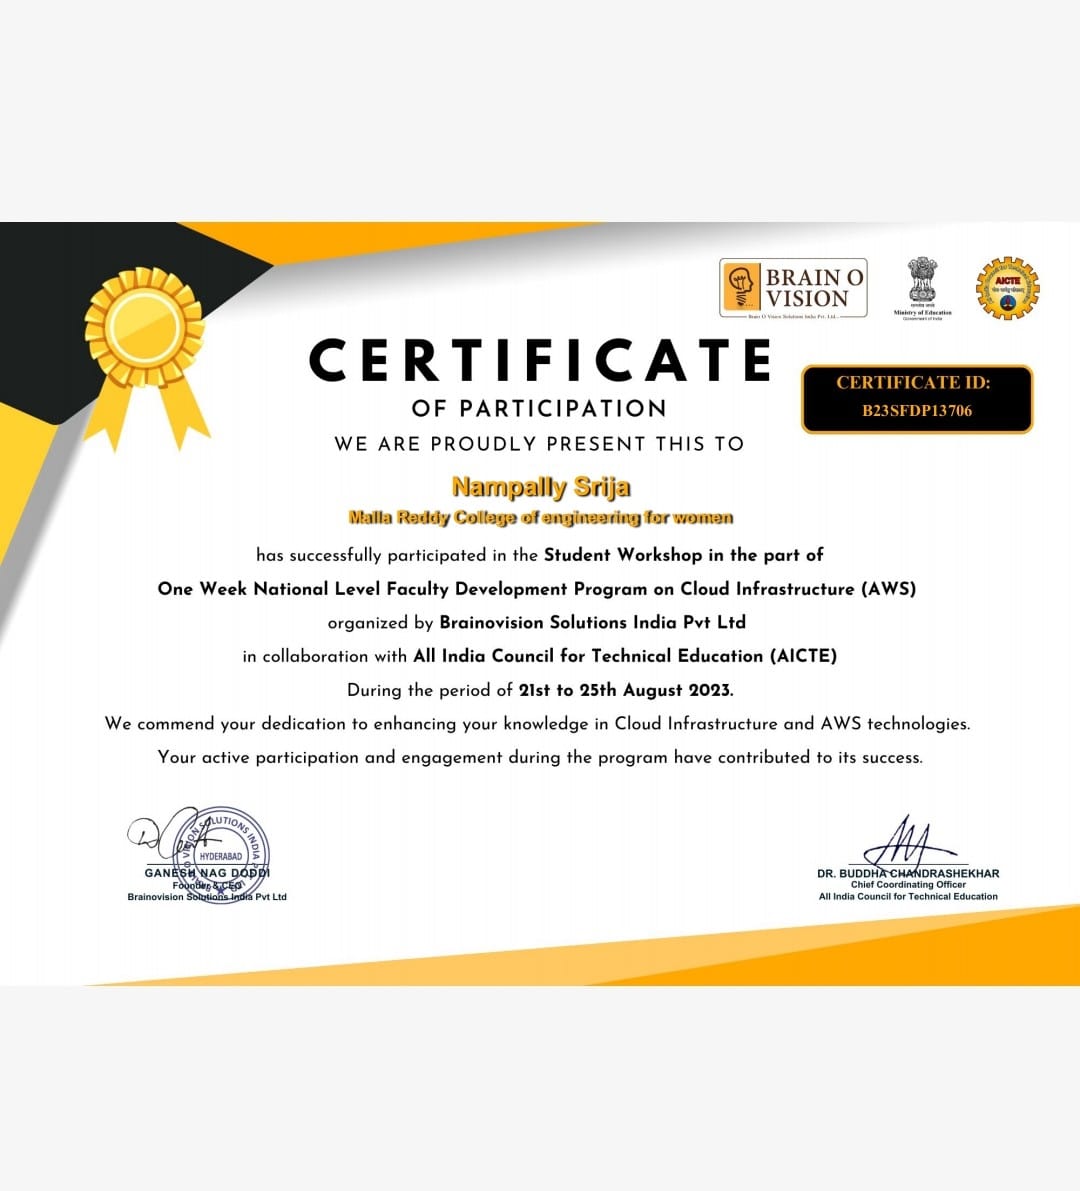 BRAIN O
VISION
Brain O Vision Solutions India Pvt. Ltd.
Ministry of Education
Government of India
AICTE
CERTIFICATE
OF PARTICIPATION
CERTIFICATE ID:
B23SFDP13706
WE ARE PROUDLY PRESENT THIS TO
Nampally Srija
Malla Reddy College of engineering for women
has successfully participated in the Student Workshop in the part of
One Week National Level Faculty Development Program on Cloud Infrastructure (AWS)
organized by Brainovision Solutions India Pvt Ltd
in collaboration with All India Council for Technical Education (AICTE)
During the period of 21st to 25th August 2023.
We commend your dedication to enhancing your knowledge in Cloud Infrastructure and AWS technologies.
Your active participation and engagement during the program have contributed to its success.
HYDERABAD
GANESH NAG DODDI
Founder & CEO
Brainovision Solutions India Pvt Ltd
DR. BUDDHA CHANDRASHEKHAR
Chief Coordinating Officer
All India Council for Technical Education